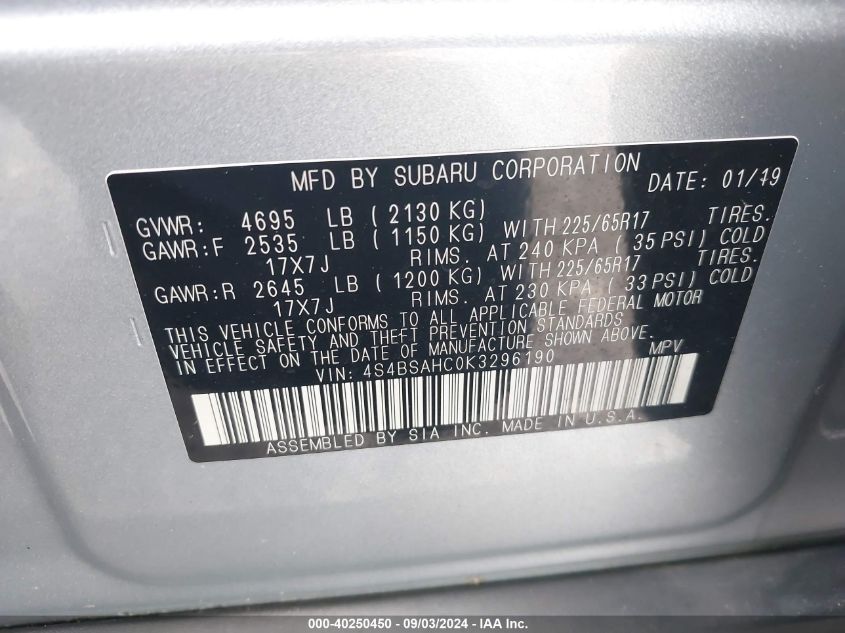 MFD BY SUBARU CORPORATION DATE: 01/19
GVWR: 4695 LB (2130 KG)
GAWR:F 2535 LB (1150 KG) WITH 225/65R17 TIRES.
17X7J RIMS. AT 240 KPA ( 35 PSI) COLD
GAWR:R 2645 LB (1200 KG) WITH 225/65R17 TIRES.
17X7J RIMS. AT 230 KPA ( 33 PSI) COLD
THIS VEHICLE CONFORMS TO ALL APPLICABLE FEDERAL MOTOR
VEHICLE SAFETY AND THEFT PREVENTION STANDARDS
IN EFFECT ON THE DATE OF MANUFACTURE SHOWN ABOVE.
VIN: 4S4BSAHC0K3296190 MPV
ASSEMBLED BY SIA INC. MADE IN U.S.A.
000-40250450 - 09/03/2024 - IAA Inc.